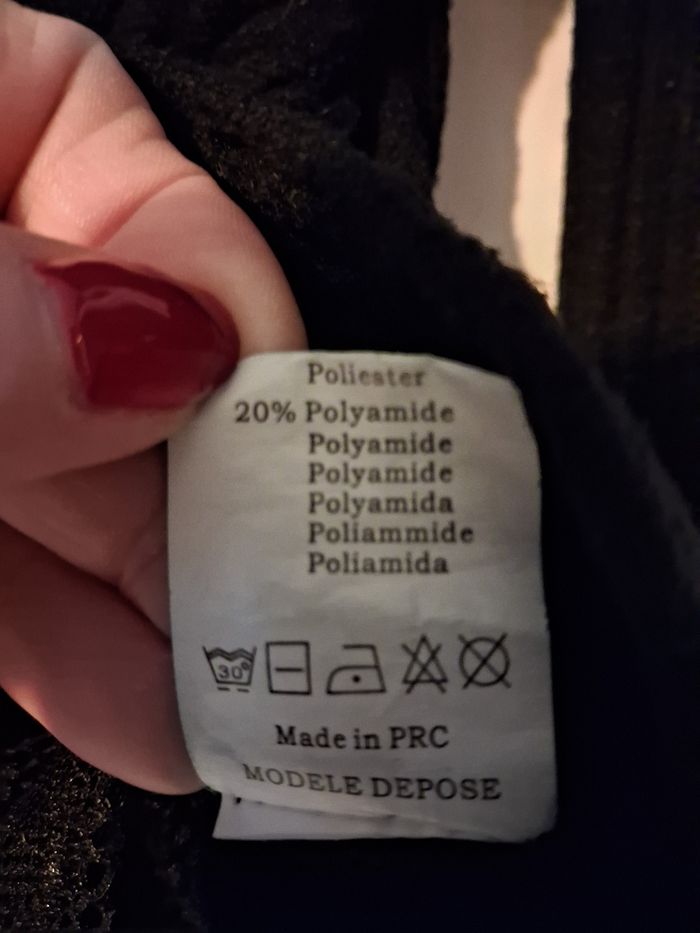 Poliester
20% Polyamide
Polyamide
Polyamide
Polyamida
Poliammide
Poliamida
30°
Made in PRC
MODELE DEPOSE